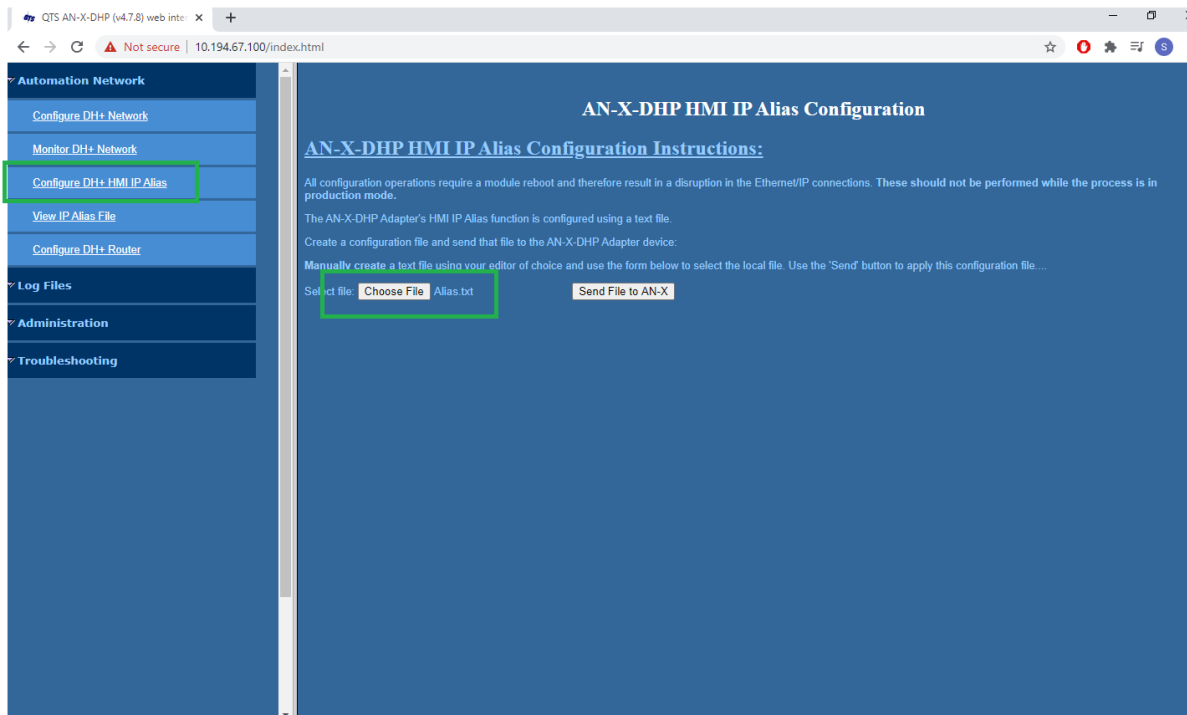 QTS AN-X-DHP (v4.7.8) web inter
Not secure | 10.194.67.100/index.html
S
Automation Network
Configure DH+ Network
Monitor DH+ Network
Configure DH+ HMI IP Alias
View IP Alias File
Configure DH+ Router
Log Files
Administration
Troubleshooting
AN-X-DHP HMI IP Alias Configuration
AN-X-DHP HMI IP Alias Configuration Instructions:
All configuration operations require a module reboot and therefore result in a disruption in the Ethernet/IP connections. These should not be performed while the process is in
production mode.
The AN-X-DHP Adapter's HMI IP Alias function is configured using a text file.
Create a configuration file and send that file to the AN-X-DHP Adapter device:
Manually create a text file using your editor of choice and use the form below to select the local file. Use the 'Send' button to apply this configuration file....
Select file: Choose File Alias.txt Send File to AN-X